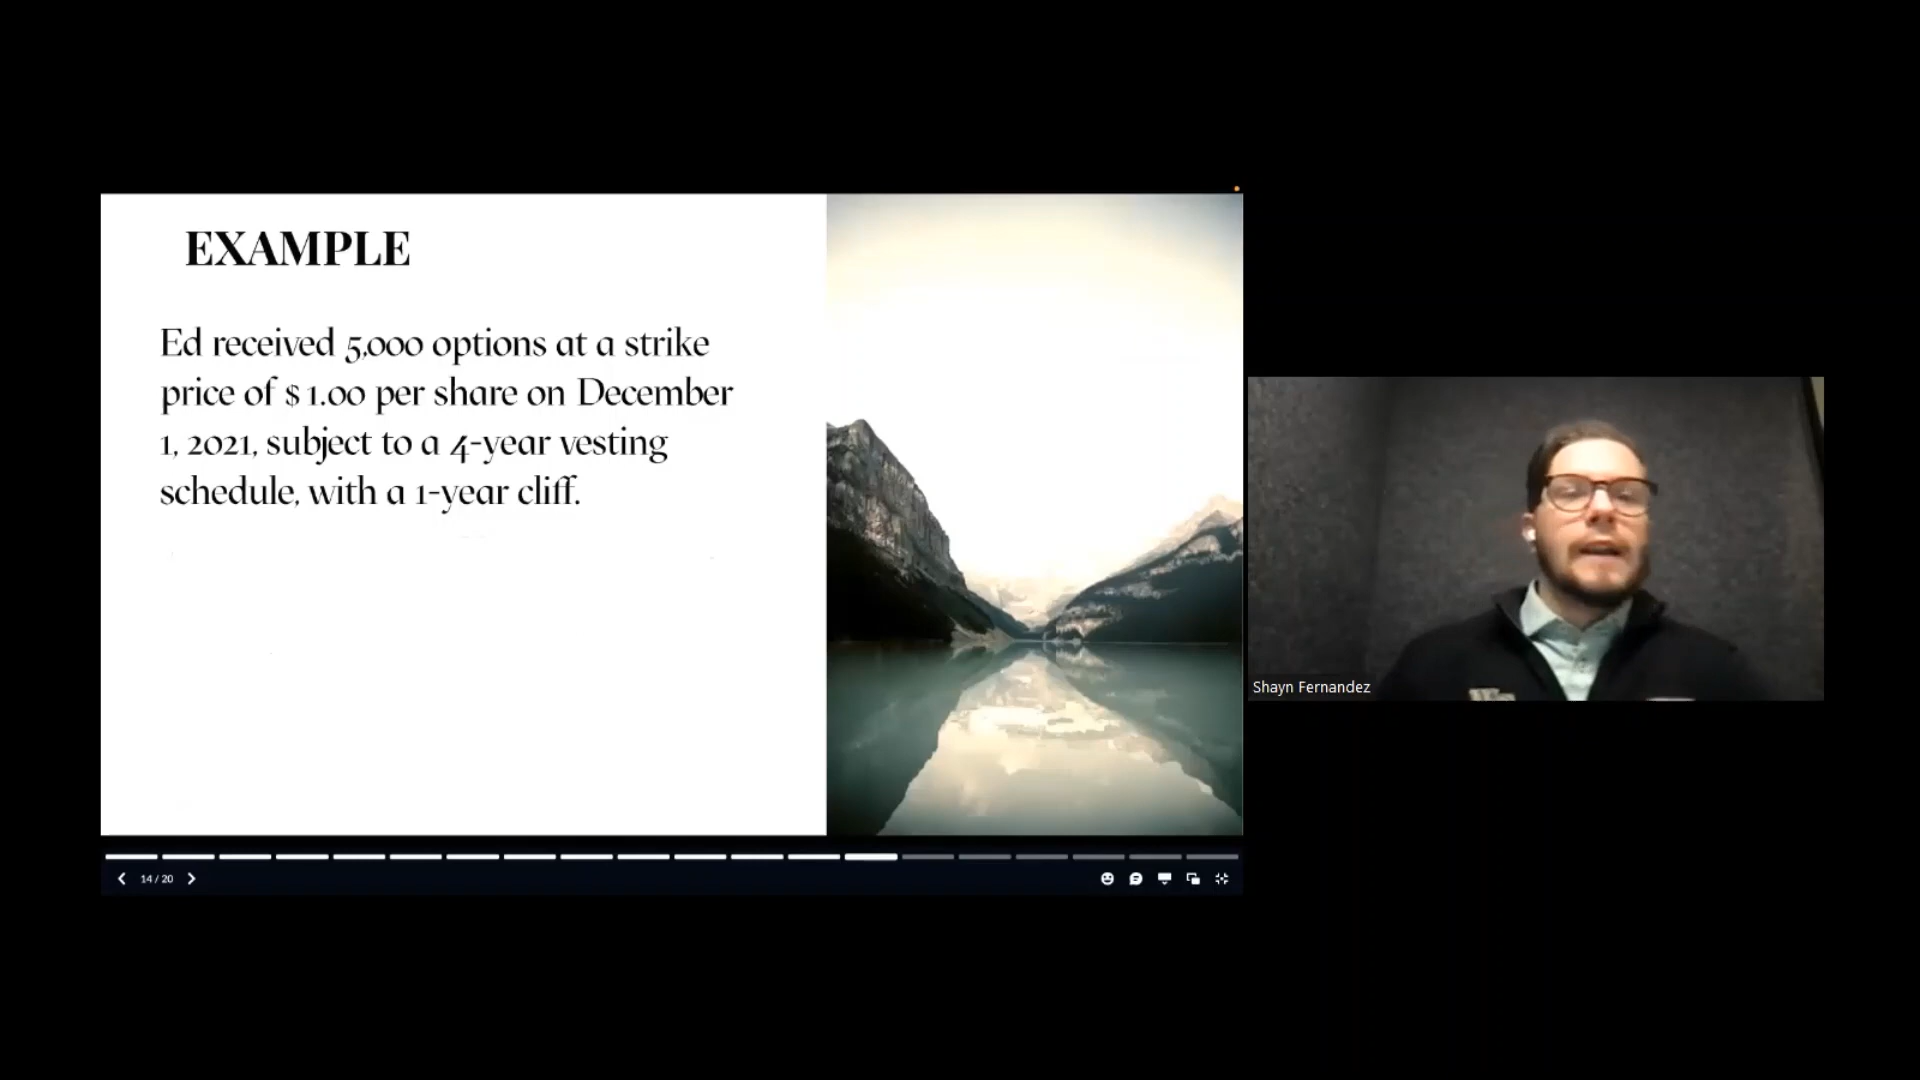 EXAMPLE
Ed received 5,000 options at a strike
price of $1.00 per share on December
1, 2021, subject to a 4-year vesting
schedule, with a 1-year cliff.
Shayn Fernandez
14 / 20